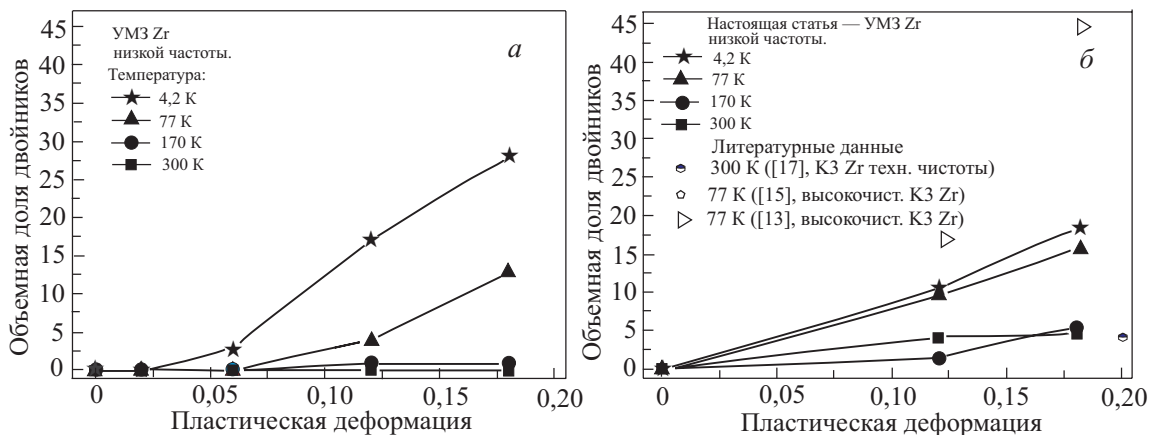 УМЗ Zr
низкой частоты.
Температура:
4,2 К
77 К
170 К
300 К
а
Объемная доля двойников
45
40
35
30
25
20
15
10
5
0
0
0,05
0,10
0,15
0,20
Пластическая деформация
Настоящая статья — УМЗ Zr
низкой частоты.
4,2 К
77 К
170 К
300 К
Литературные данные
300 К ([17], КЗ Zr техн. чистоты)
77 К ([15], высокочист. КЗ Zr)
77 К ([13], высокочист. КЗ Zr)
б
Объемная доля двойников
45
40
35
30
25
20
15
10
5
0
0
0,05
0,10
0,15
0,20
Пластическая деформация